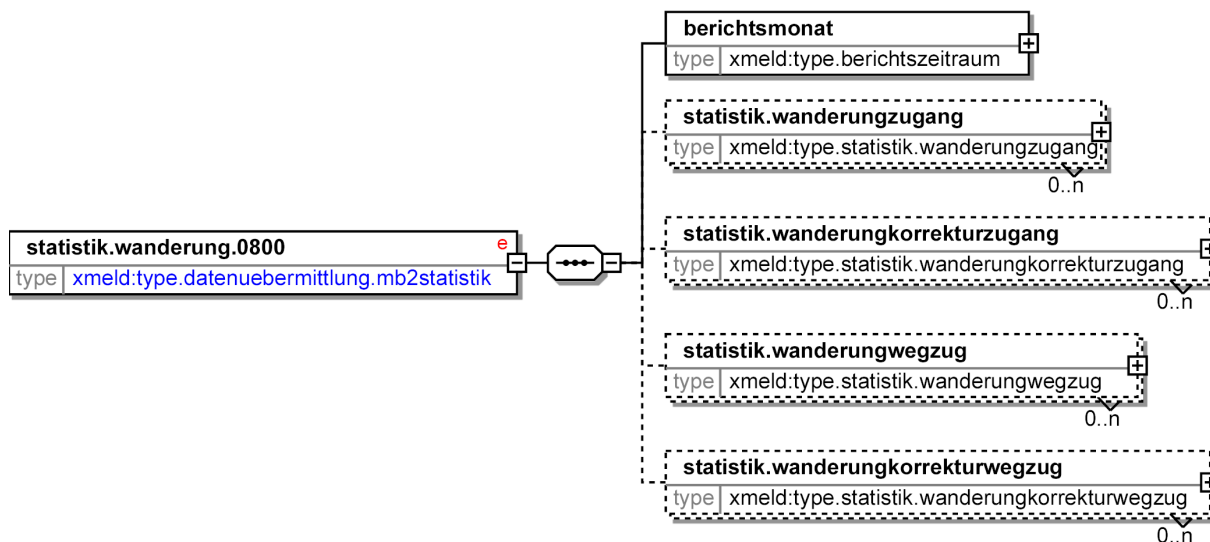 berichtsmonat
type xmeld:type.berichtszeitraum
statistik.wanderungzugang
type xmeld:type.statistik.wanderungzugang
0..n
statistik.wanderung.0800 e
type xmeld:type.datenuebermittlung.mb2statistik
statistik.wanderungkorrekturzugang
type xmeld:type.statistik.wanderungkorrekturzugang
0..n
statistik.wanderungwegzug
type xmeld:type.statistik.wanderungwegzug
0..n
statistik.wanderungkorrekturwegzug
type xmeld:type.statistik.wanderungkorrekturwegzug
0..n